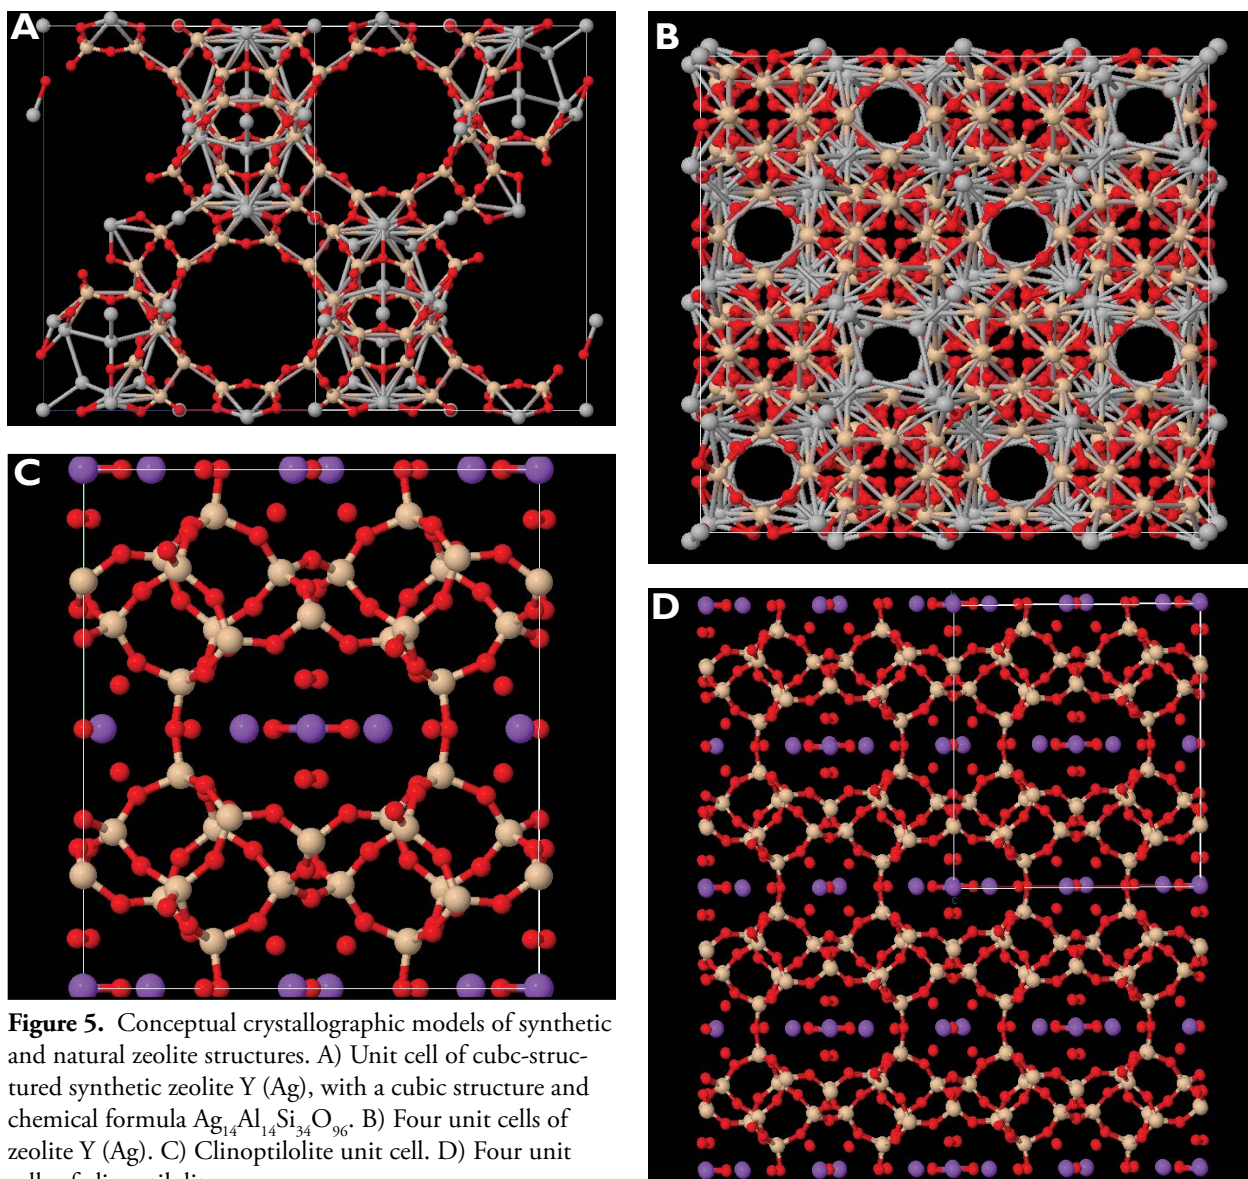 A
B
C
D
Figure 5. Conceptual crystallographic models of synthetic
and natural zeolite structures. A) Unit cell of cubc-struc-
tured synthetic zeolite Y (Ag), with a cubic structure and
chemical formula Ag₁₄Al₁₄Si₃₄O₉₆. B) Four unit cells of
zeolite Y (Ag). C) Clinoptilolite unit cell. D) Four unit